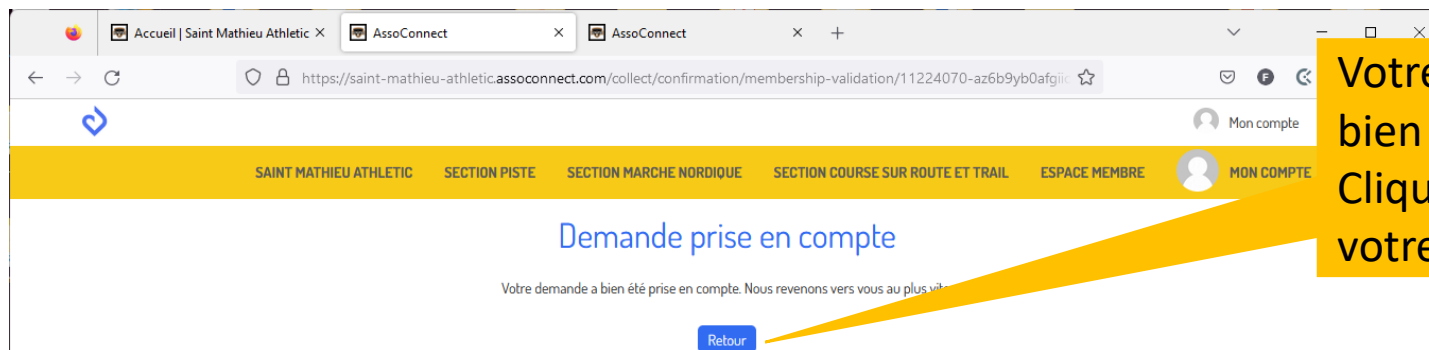 Accueil | Saint Mathieu Athletic
AssoConnect
AssoConnect
https://saint-mathieu-athletic.assoconnect.com/collect/confirmation/membership-validation/11224070-az6b9yb0afgiic
Mon compte
SAINT MATHIEU ATHLETIC SECTION PISTE SECTION MARCHE NORDIQUE SECTION COURSE SUR ROUTE ET TRAIL ESPACE MEMBRE MON COMPTE
Demande prise en compte
Votre demande a bien été prise en compte. Nous revenons vers vous au plus vite
Retour
Votre
bien
Cliqu
votre